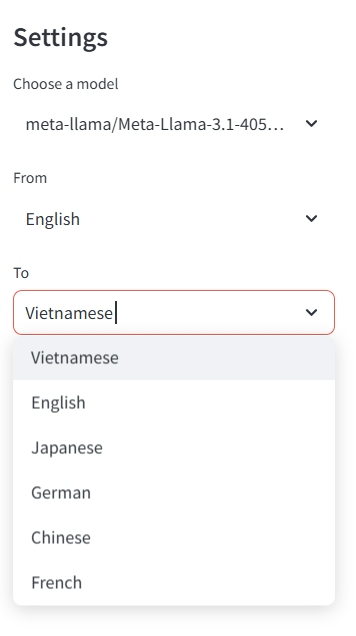 Settings
Choose a model
meta-llama/Meta-Llama-3.1-405...
From
English
To
Vietnamese
Vietnamese
English
Japanese
German
Chinese
French